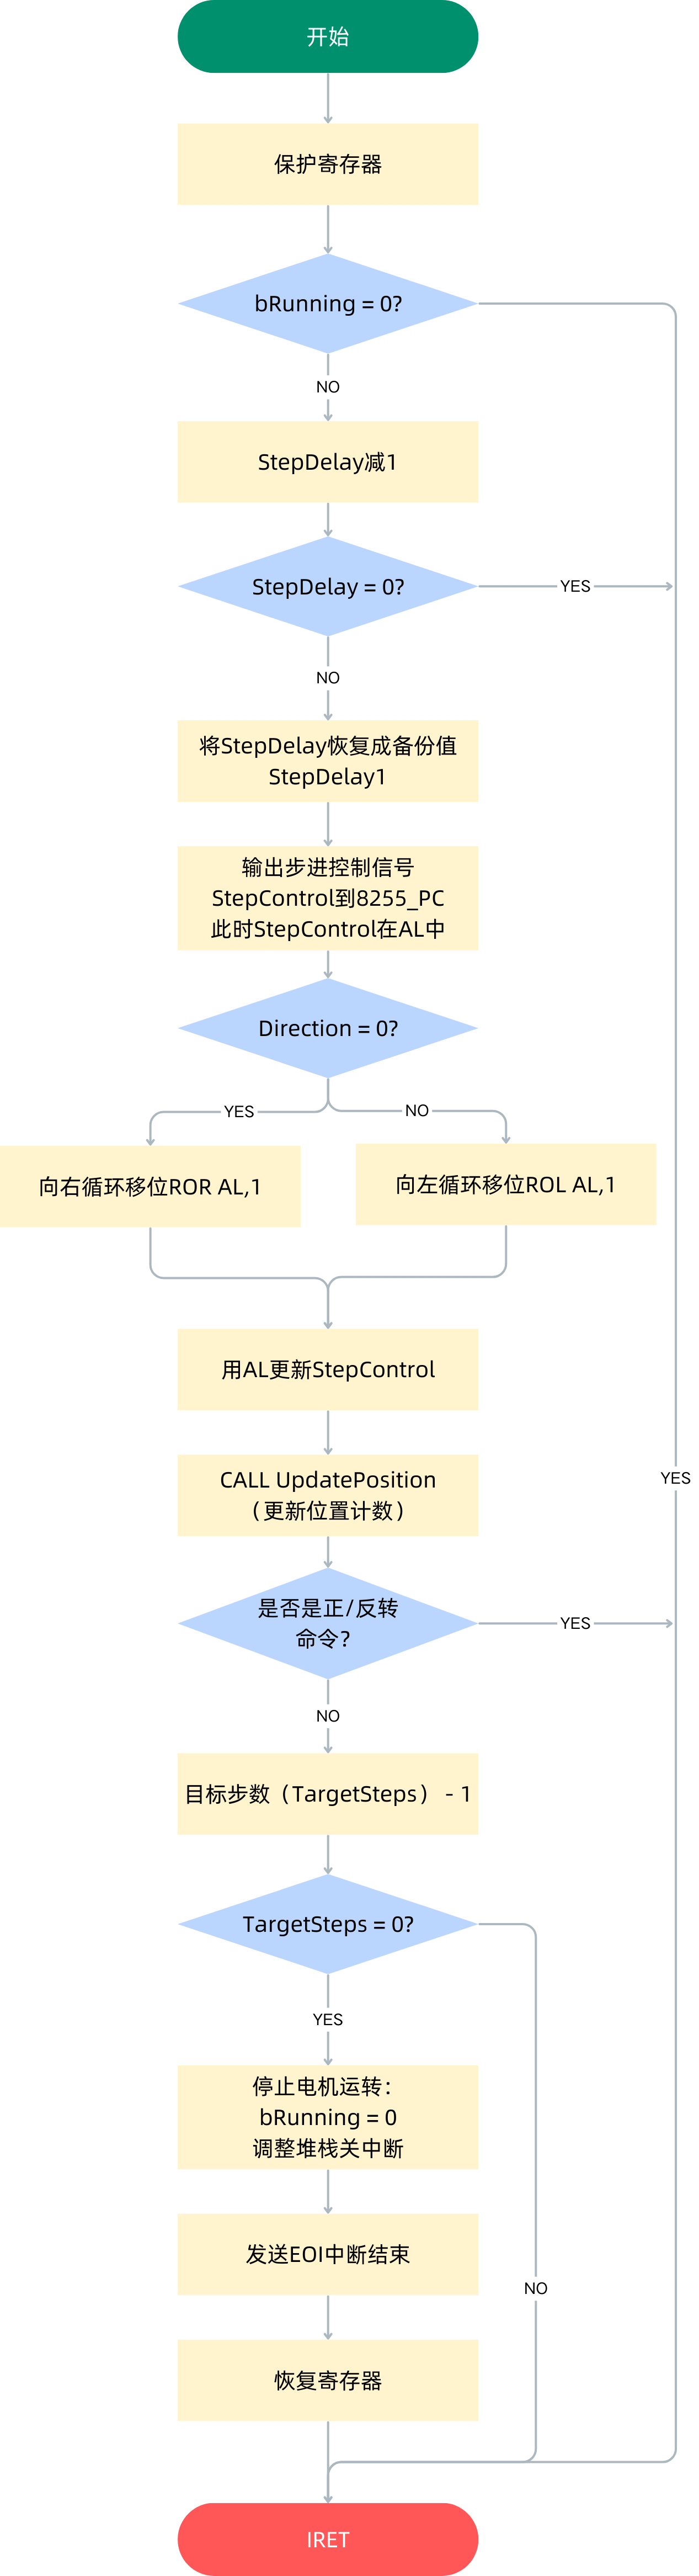 开始
保护寄存器
bRunning = 0?
NO
StepDelay减1
StepDelay = 0?
YES
NO
将StepDelay恢复成备份值
StepDelay1
输出步进控制信号
StepControl到8255_PC
此时StepControl在AL中
Direction = 0?
YES
NO
向右循环移位ROR AL,1
向左循环移位ROL AL,1
用AL更新StepControl
CALL UpdatePosition
（更新位置计数）
YES
是否是正/反转
命令?
YES
NO
目标步数（TargetSteps） - 1
TargetSteps = 0?
YES
停止电机运转：
bRunning = 0
调整堆栈关中断
发送EOI中断结束
NO
恢复寄存器
IRET